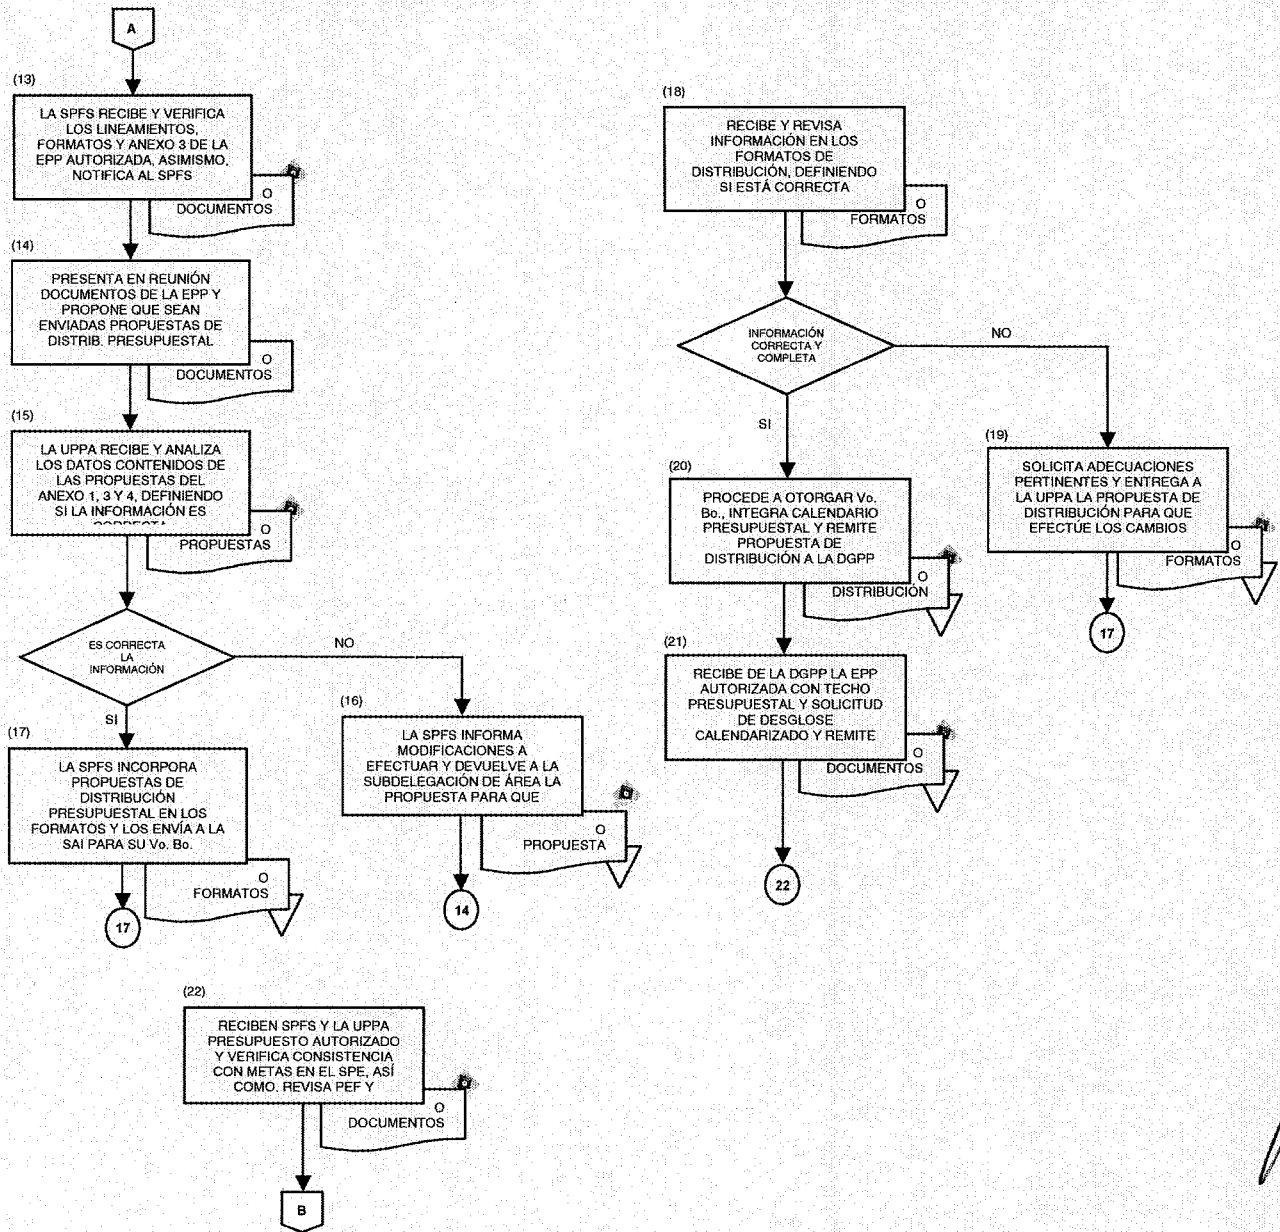 A
(13)
LA SPFS RECIBE Y VERIFICA
LOS LINEAMIENTOS,
FORMATOS Y ANEXO 3 DE LA
EPP AUTORIZADA, ASIMISMO,
NOTIFICA AL SPFS
O
DOCUMENTOS
(14)
PRESENTA EN REUNIÓN
DOCUMENTOS DE LA EPP Y
PROPONE QUE SEAN
ENVIADAS PROPUESTAS DE
DISTRIB. PRESUPUESTAL
O
DOCUMENTOS
(15)
LA UPPA RECIBE Y ANALIZA
LOS DATOS CONTENIDOS DE
LAS PROPUESTAS DEL
ANEXO 1, 3 Y 4, DEFINIENDO
SI LA INFORMACIÓN ES
CORRECTA
O
PROPUESTAS
ES CORRECTA
LA
INFORMACIÓN
NO
SI
(16)
LA SPFS INFORMA
MODIFICACIONES A
EFECTUAR Y DEVUELVE A LA
SUBDELEGACIÓN DE ÁREA LA
PROPUESTA PARA QUE
O
PROPUESTA
14
(17)
LA SPFS INCORPORA
PROPUESTAS DE
DISTRIBUCIÓN
PRESUPUESTAL EN LOS
FORMATOS Y LOS ENVÍA A LA
SAI PARA SU Vo. Bo.
O
FORMATOS
17
(18)
RECIBE Y REVISA
INFORMACIÓN EN LOS
FORMATOS DE
DISTRIBUCIÓN, DEFINIENDO
SI ESTÁ CORRECTA
O
FORMATOS
INFORMACIÓN
CORRECTA Y
COMPLETA
NO
SI
(19)
SOLICITA ADECUACIONES
PERTINENTES Y ENTREGA A
LA UPPA LA PROPUESTA DE
DISTRIBUCIÓN PARA QUE
EFECTÚE LOS CAMBIOS
O
FORMATOS
17
(20)
PROCEDE A OTORGAR Vo.
Bo., INTEGRA CALENDARIO
PRESUPUESTAL Y REMITE
PROPUESTA DE
DISTRIBUCIÓN A LA DGPP
O
DISTRIBUCIÓN
(21)
RECIBE DE LA DGPP LA EPP
AUTORIZADA CON TECHO
PRESUPUESTAL Y SOLICITUD
DE DESGLOSE
CALENDARIZADO Y REMITE
O
DOCUMENTOS
22
(22)
RECIBEN SPFS Y LA UPPA
PRESUPUESTO AUTORIZADO
Y VERIFICA CONSISTENCIA
CON METAS EN EL SPE, ASÍ
COMO, REVISA PEF Y
O
DOCUMENTOS
B